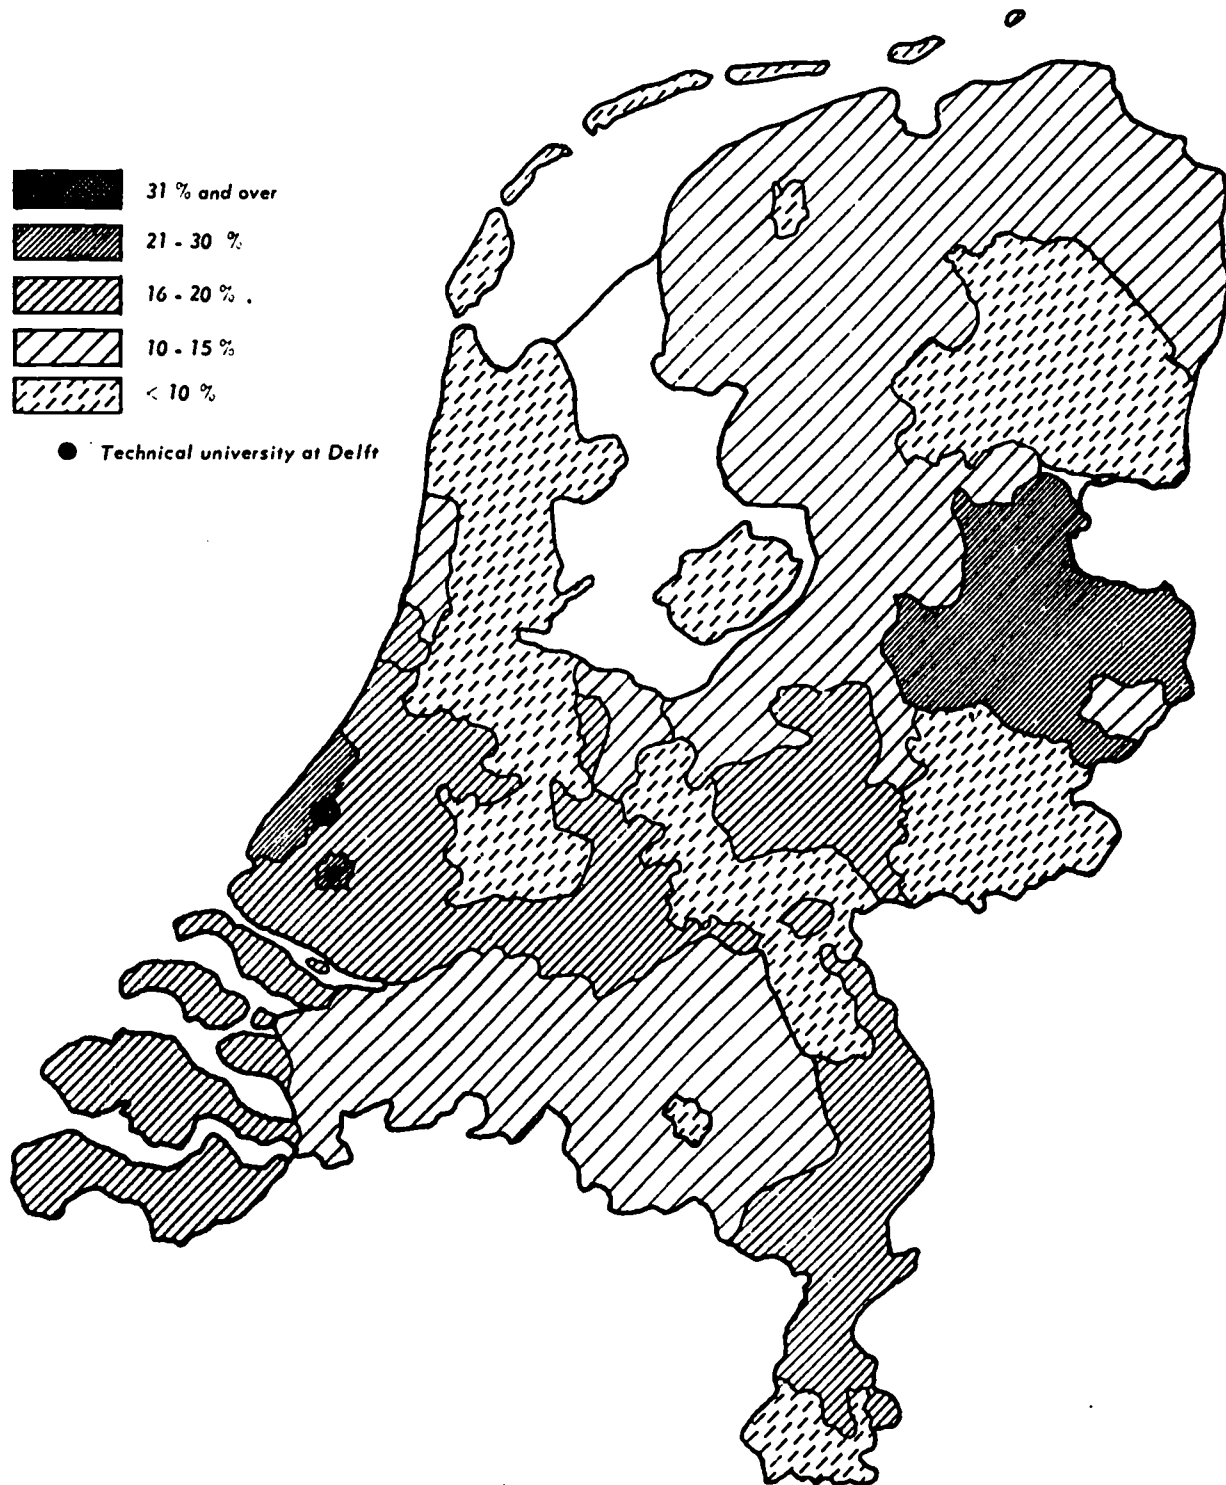 31 % and over
21 - 30 %
16 - 20 % .
10 - 15 %
< 10 %
Technical university at Delft